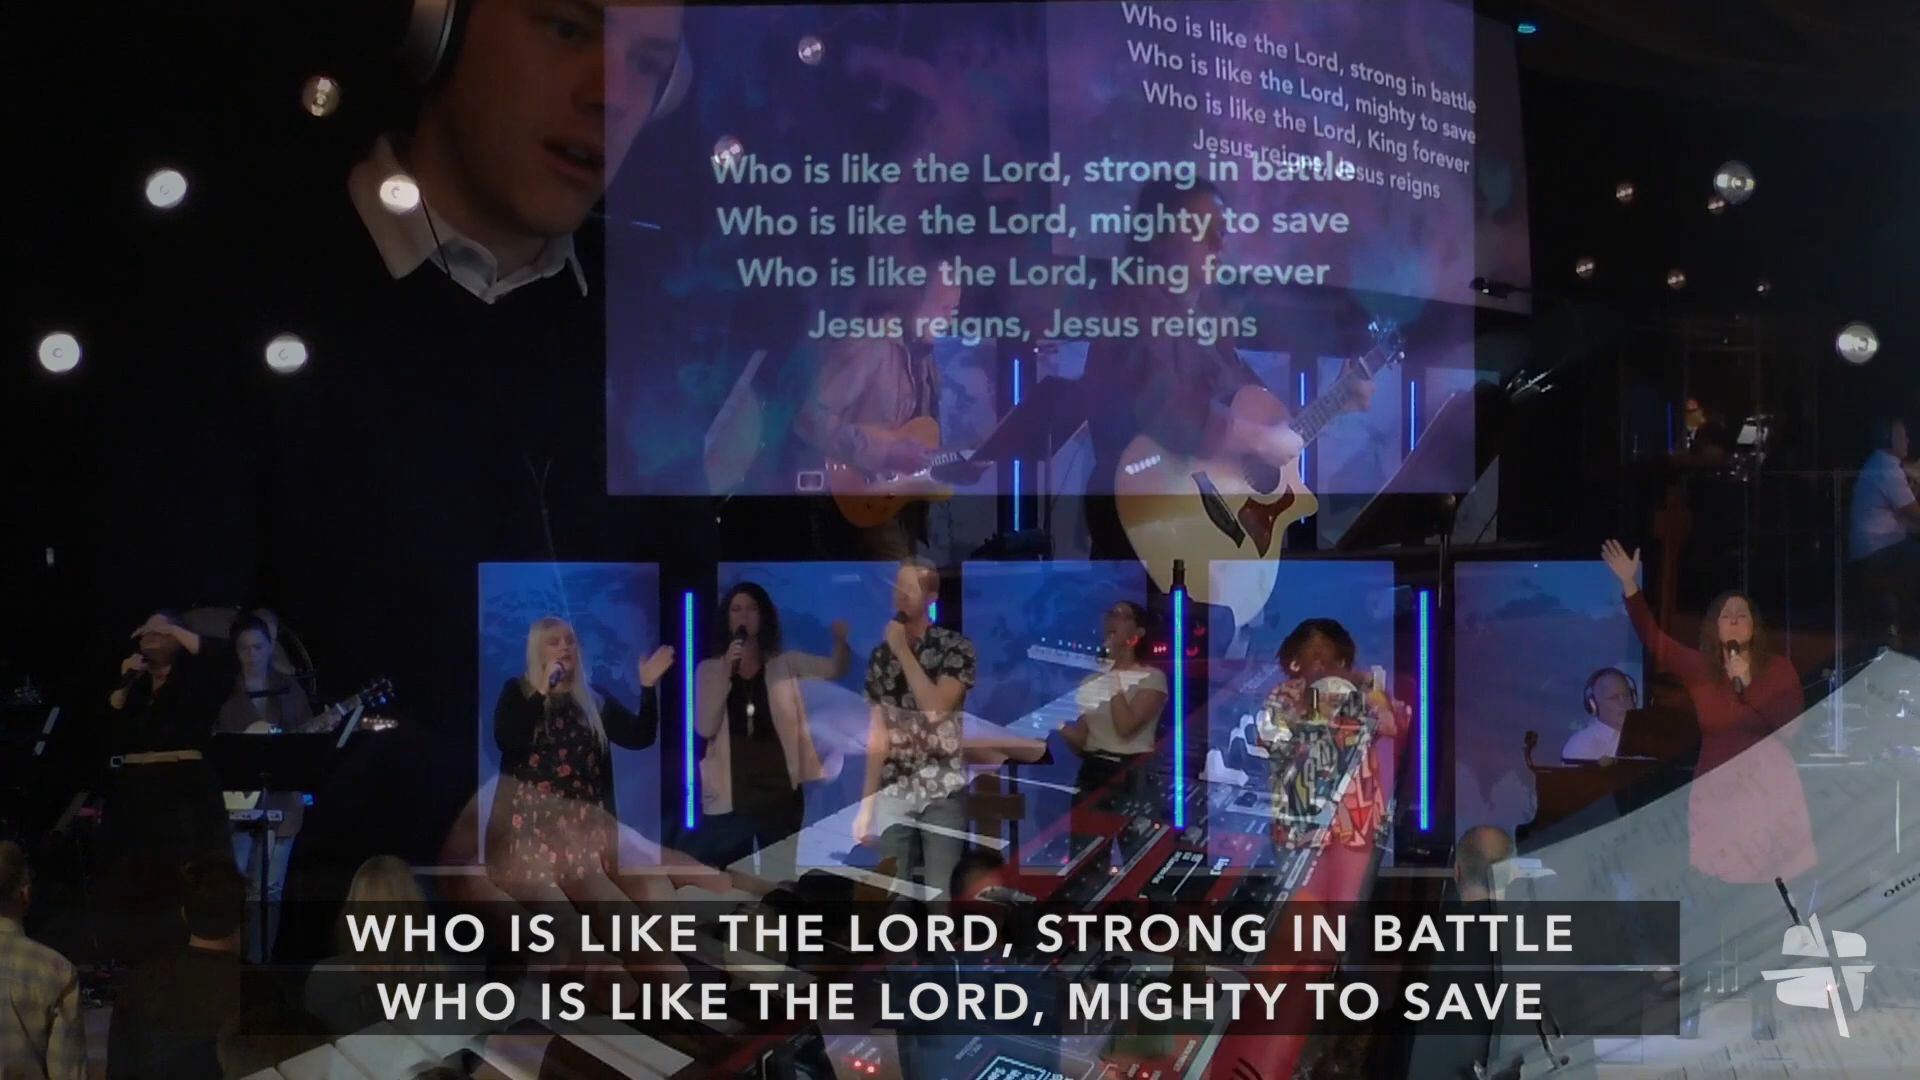 Who is like the Lord, strong in battle
Who is like the Lord, mighty to save
Who is like the Lord, King forever
Jesus reigns, Jesus reigns
Who is like the Lord, strong in battle
Who is like the Lord, mighty to save
Who is like the Lord, King forever
Jesus reigns, Jesus reigns
WHO IS LIKE THE LORD, STRONG IN BATTLE
WHO IS LIKE THE LORD, MIGHTY TO SAVE